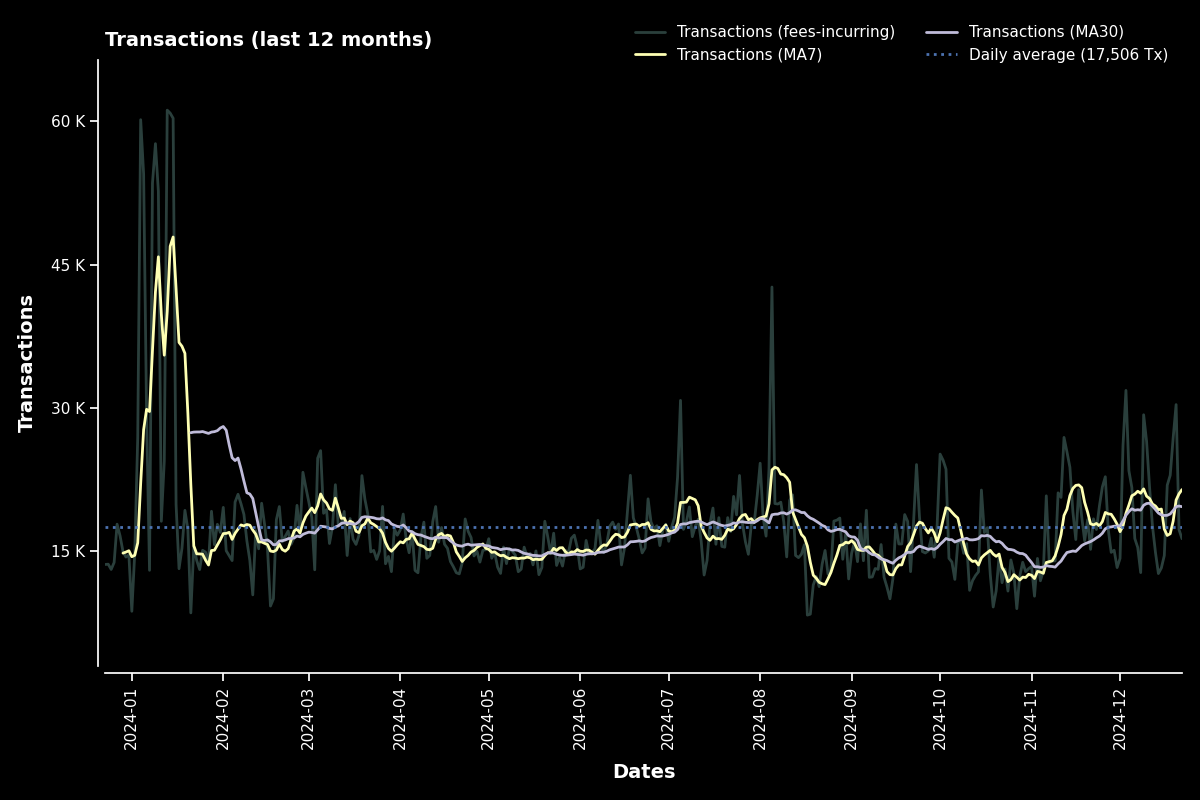 Transactions (last 12 months)
Transactions (fees-incurring)
Transactions (MA7)
Transactions (MA30)
Daily average (17,506 Tx)
Transactions
60 K
45 K
30 K
15 K
2024-01
2024-02
2024-03
2024-04
2024-05
2024-06
2024-07
2024-08
2024-09
2024-10
2024-11
2024-12
Dates